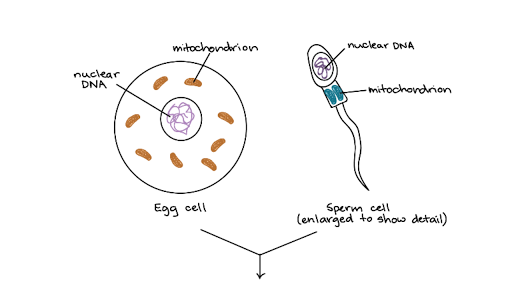 mitochondrion
nuclear
DNA
nuclear DNA
mitochondrion
Egg cell
Sperm cell
(enlarged to show detail)